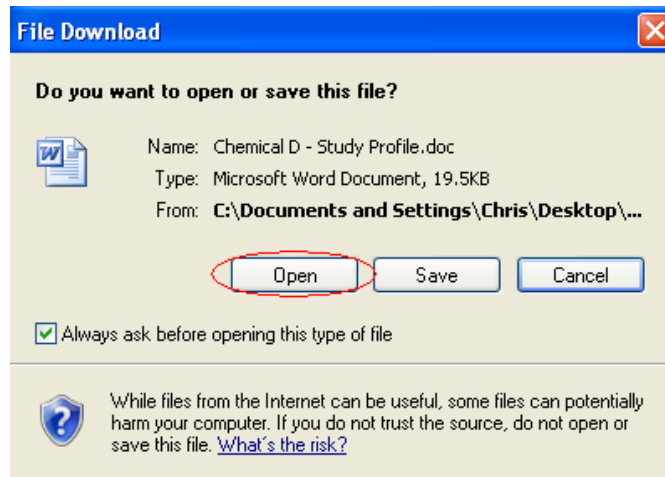 File Download
Do you want to open or save this file?
Name: Chemical D - Study Profile.doc
Type: Microsoft Word Document, 19.5KB
From: C:\Documents and Settings\Chris\Desktop\...
Open Save Cancel
Always ask before opening this type of file
While files from the Internet can be useful, some files can potentially
harm your computer. If you do not trust the source, do not open or
save this file. What's the risk?